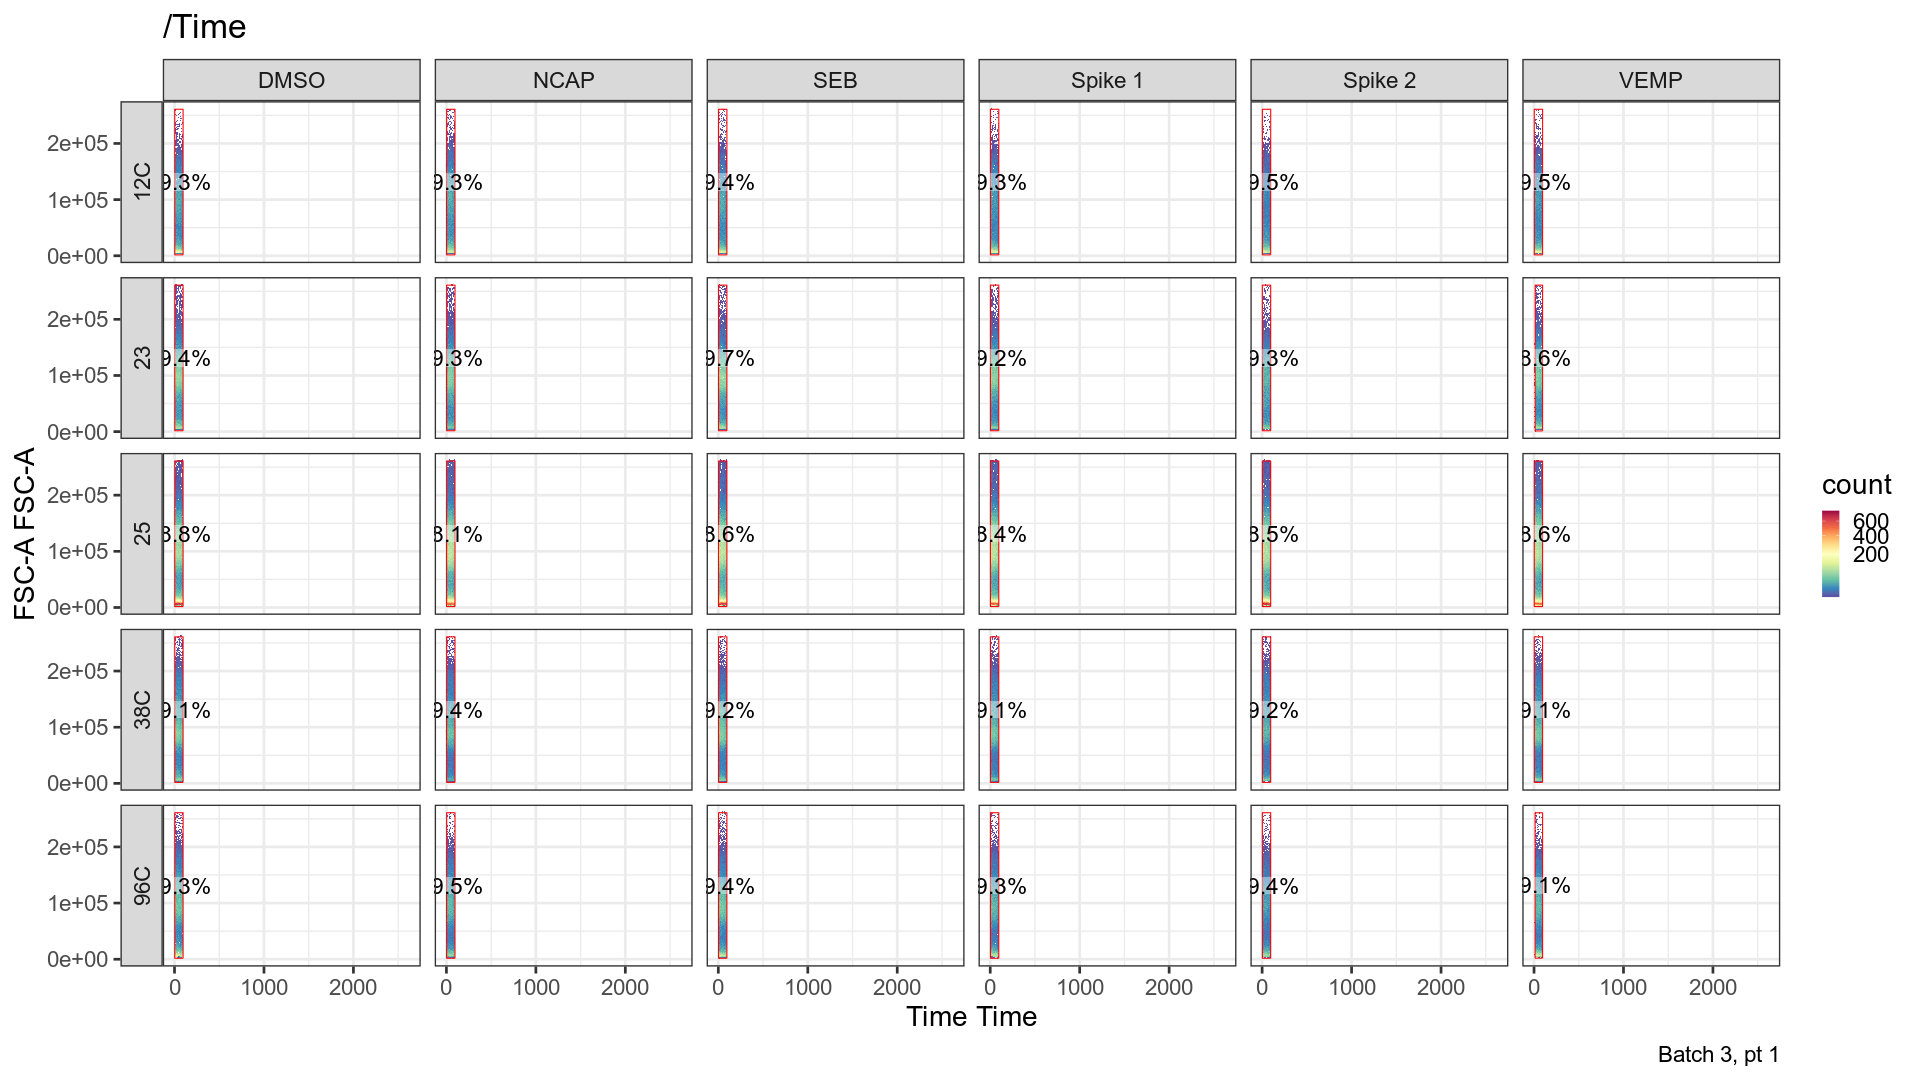 /Time
DMSO NCAP SEB Spike 1 Spike 2 VEMP
2e+05
1e+05
0e+00
12C
9.3% 9.3% 9.4% 9.3% 9.5% 9.5%
2e+05
1e+05
0e+00
23
9.4% 9.3% 9.7% 9.2% 9.3% 8.6%
2e+05
1e+05
0e+00
25
8.8% 8.1% 8.6% 8.4% 8.5% 8.6%
2e+05
1e+05
0e+00
38C
9.1% 9.4% 9.2% 9.1% 9.2% 9.1%
2e+05
1e+05
0e+00
96C
9.3% 9.5% 9.4% 9.3% 9.4% 9.1%
FSC-A FSC-A
0 1000 2000 0 1000 2000 0 1000 2000 0 1000 2000 0 1000 2000 0 1000 2000
Time Time
count
600
400
200
Batch 3, pt 1